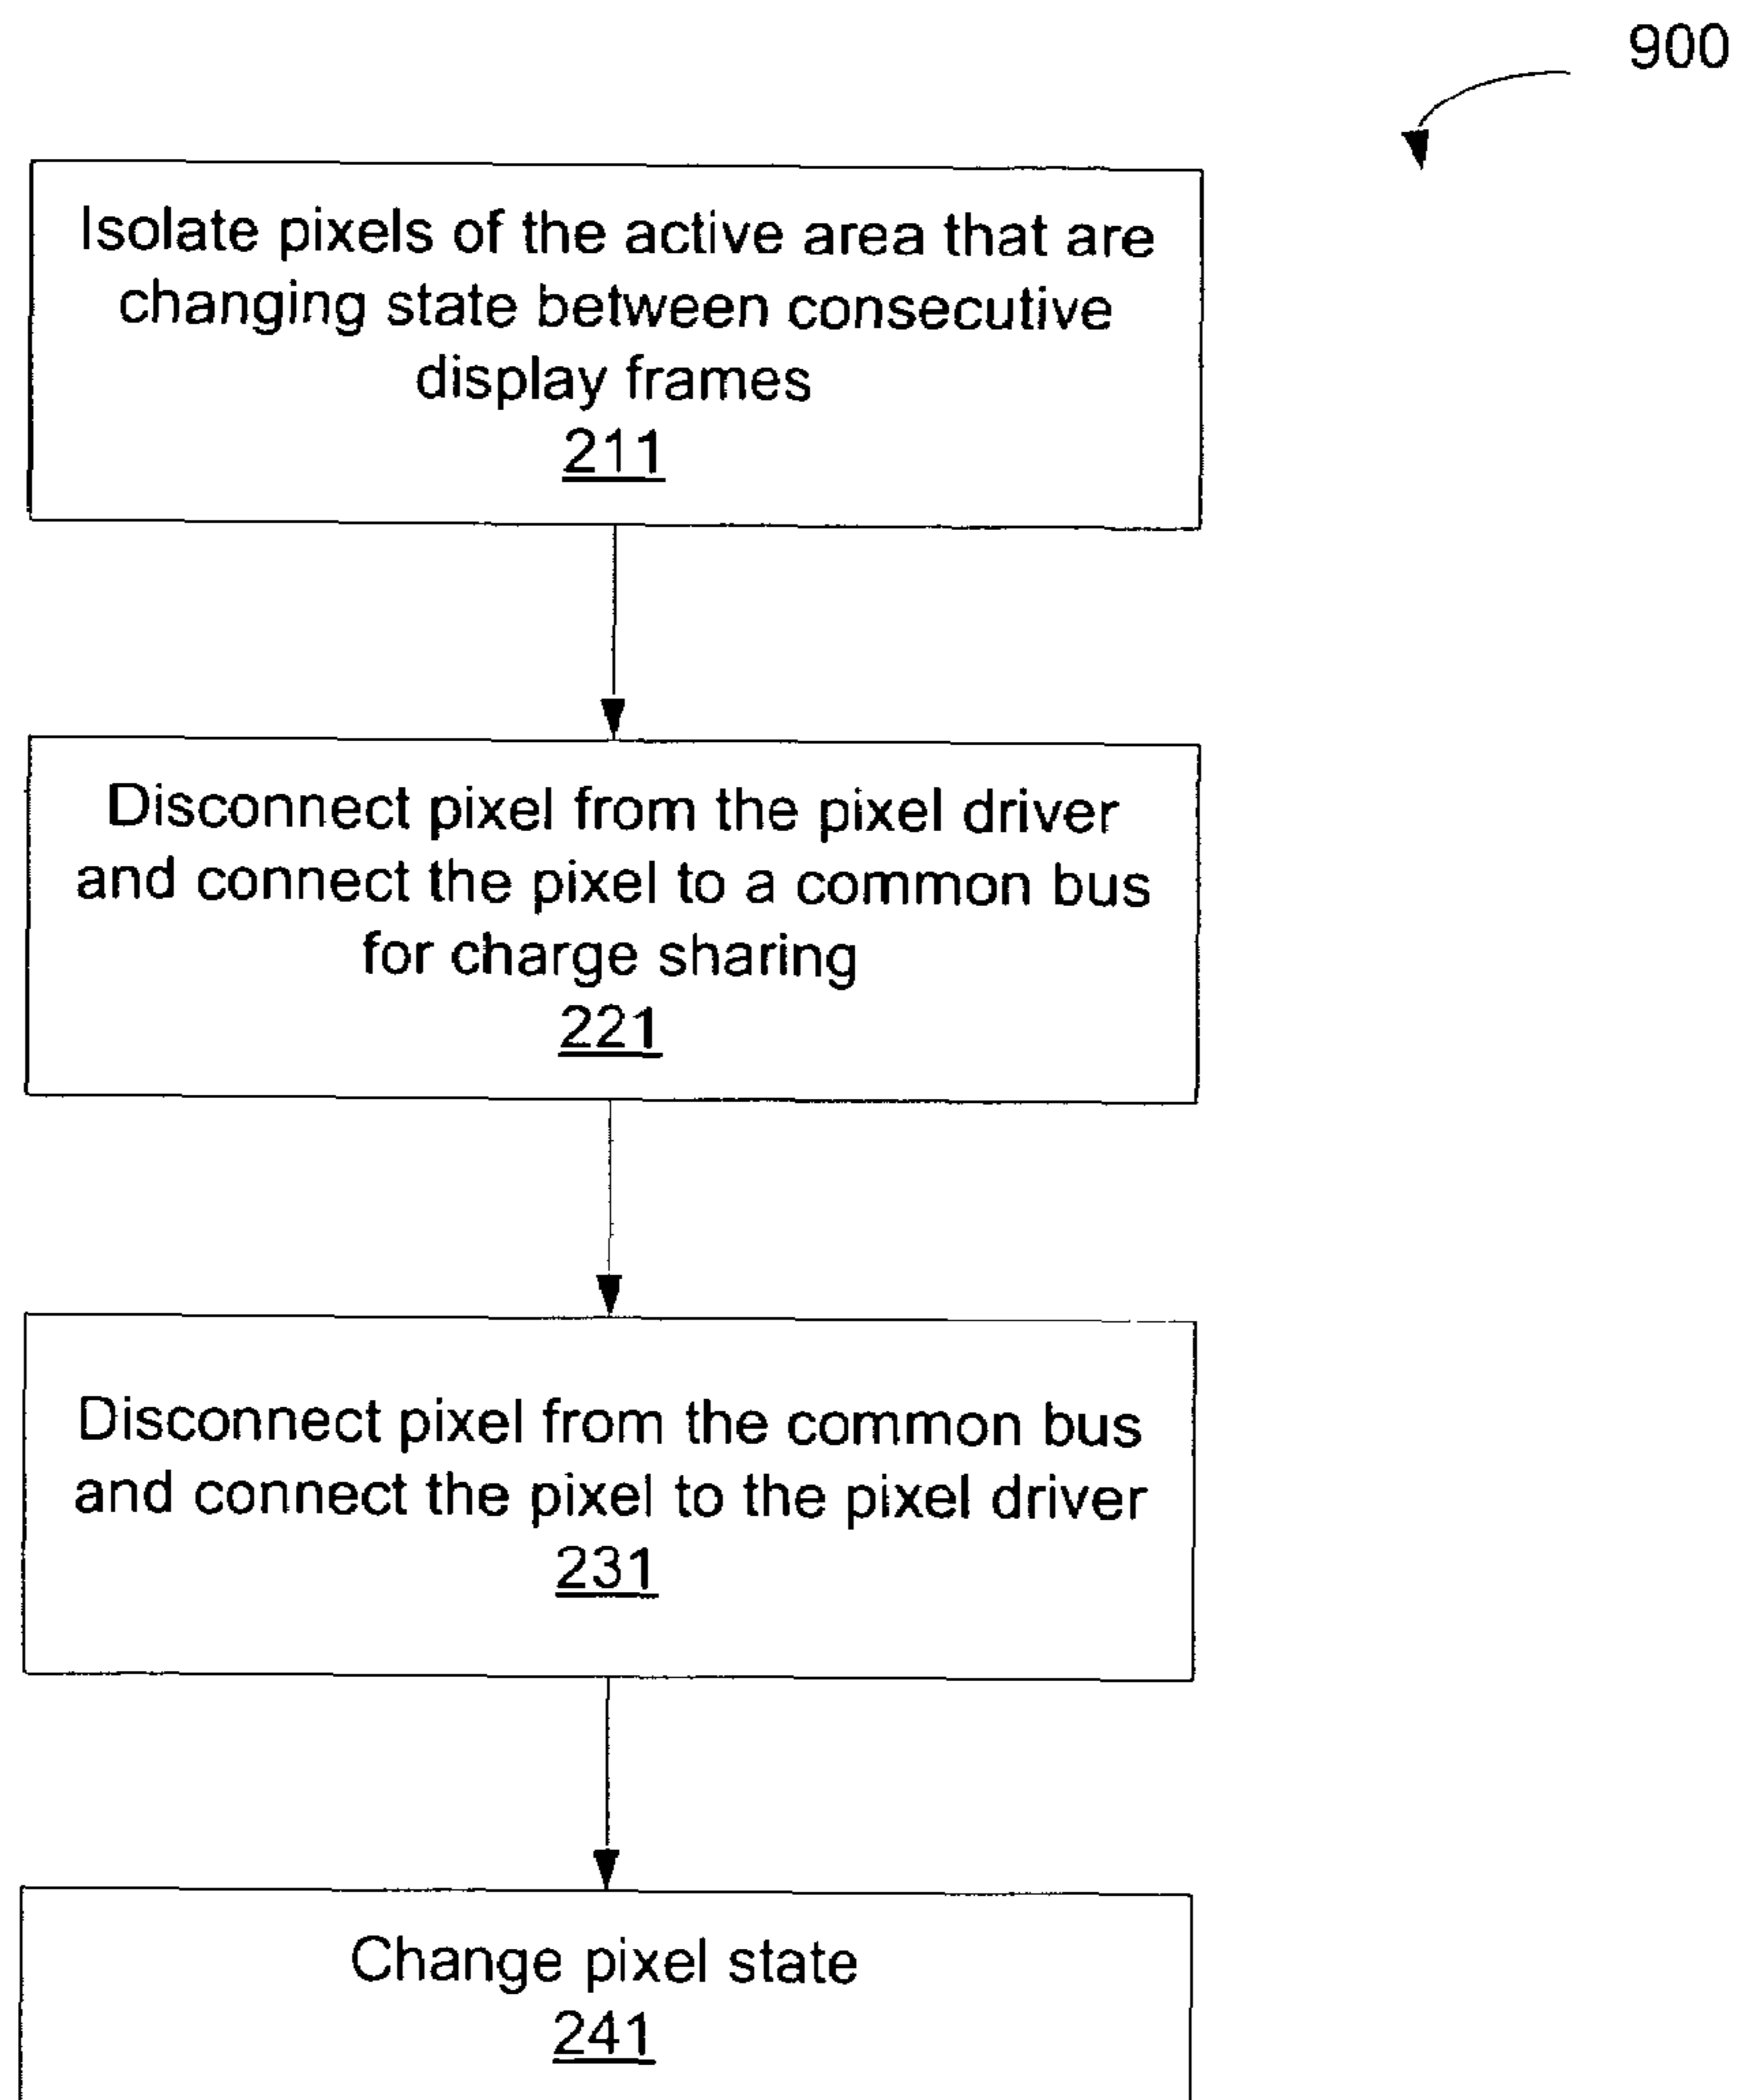 900
Isolate pixels of the active area that are
changing state between consecutive
display frames
211
Disconnect pixel from the pixel driver
and connect the pixel to a common bus
for charge sharing
221
Disconnect pixel from the common bus
and connect the pixel to the pixel driver
231
Change pixel state
241